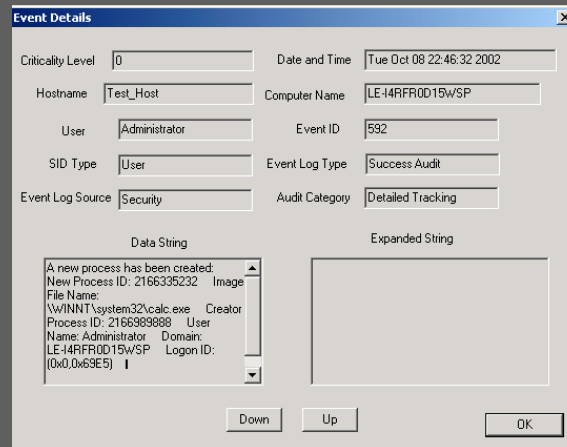 Event Details
Criticality Level 0 Date and Time Tue Oct 08 22:46:32 2002
Hostname Test_Host Computer Name LE-I4RFR0D15WSP
User Administrator Event ID 592
SID Type User Event Log Type Success Audit
Event Log Source Security Audit Category Detailed Tracking
Data String Expanded String
A new process has been created:
New Process ID: 2166335232 Image
File Name:
\WINNT\system32\calc.exe Creator
Process ID: 2166989888 User
Name: Administrator Domain:
LE-I4RFR0D15WSP Logon ID:
(0x0,0x69E5)
Down Up OK